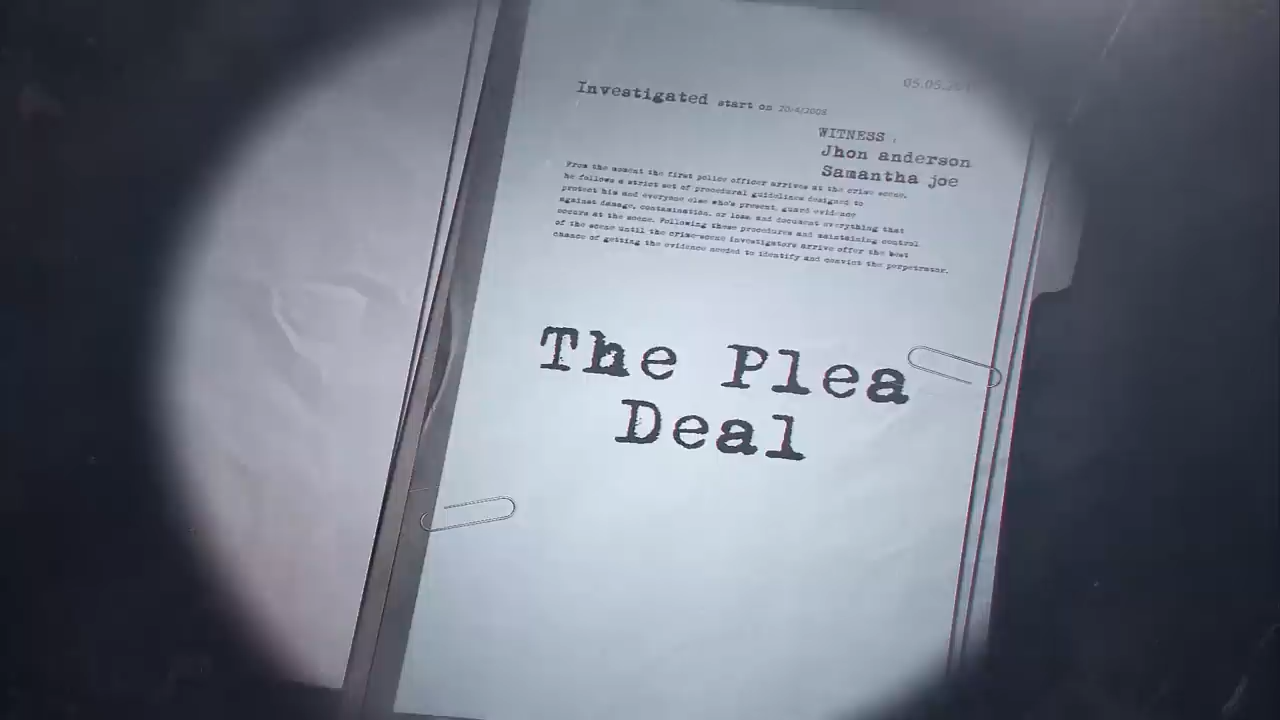 05.05.201
Investigated start on 20/4/2008
WITNESS :
Jhon anderson
Samantha joe
From the moment the first police officer arrives at the crime scene,
he follows a strict set of procedural guidelines designed to
protect his and everyone else who's present, guard evidence
against damage, contamination, or loss, and document everything that
occurs at the scene. Following these procedures and maintaining control
of the scene until the crime-scene investigators arrive offer the best
chance of getting the evidence needed to identify and convict the perpetrator.
The Plea
Deal